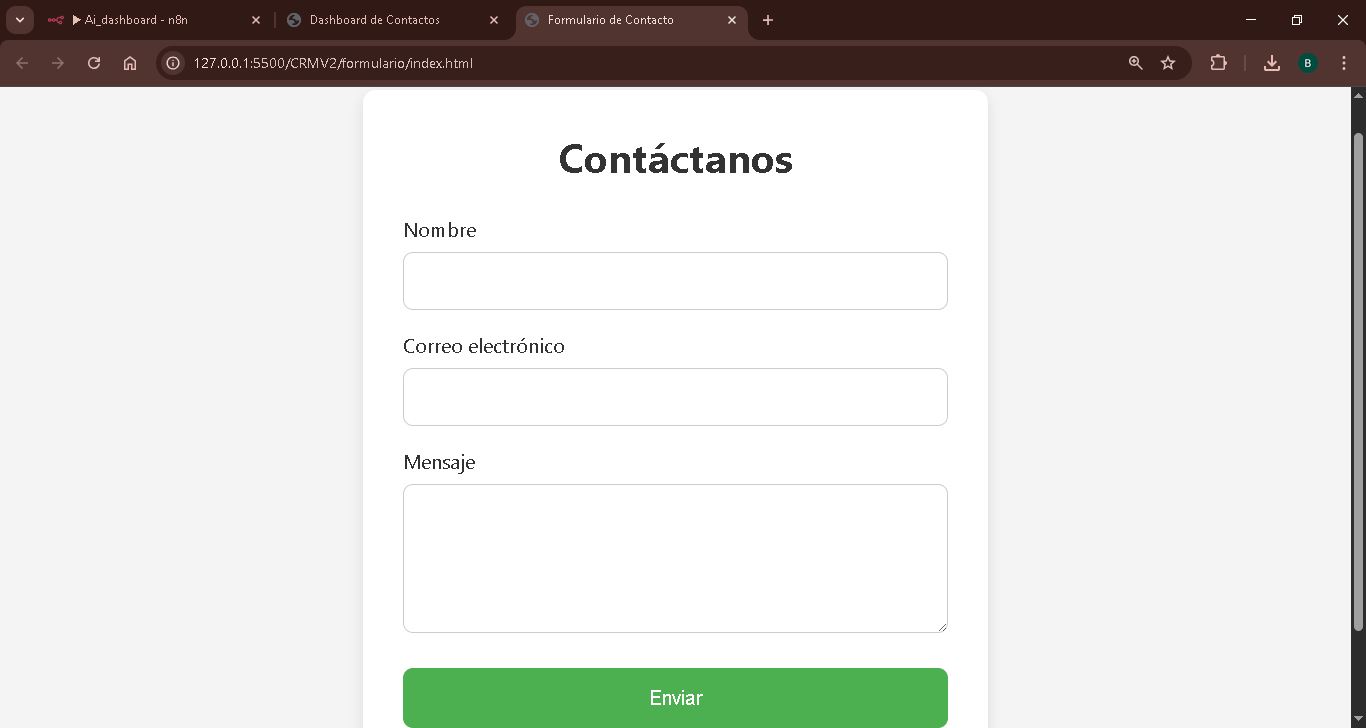 Ai_dashboard - n8n
Dashboard de Contactos
Formulario de Contacto
127.0.0.1:5500/CRMV2/formulario/index.html
B
Contáctanos
Nombre
Correo electrónico
Mensaje
Enviar